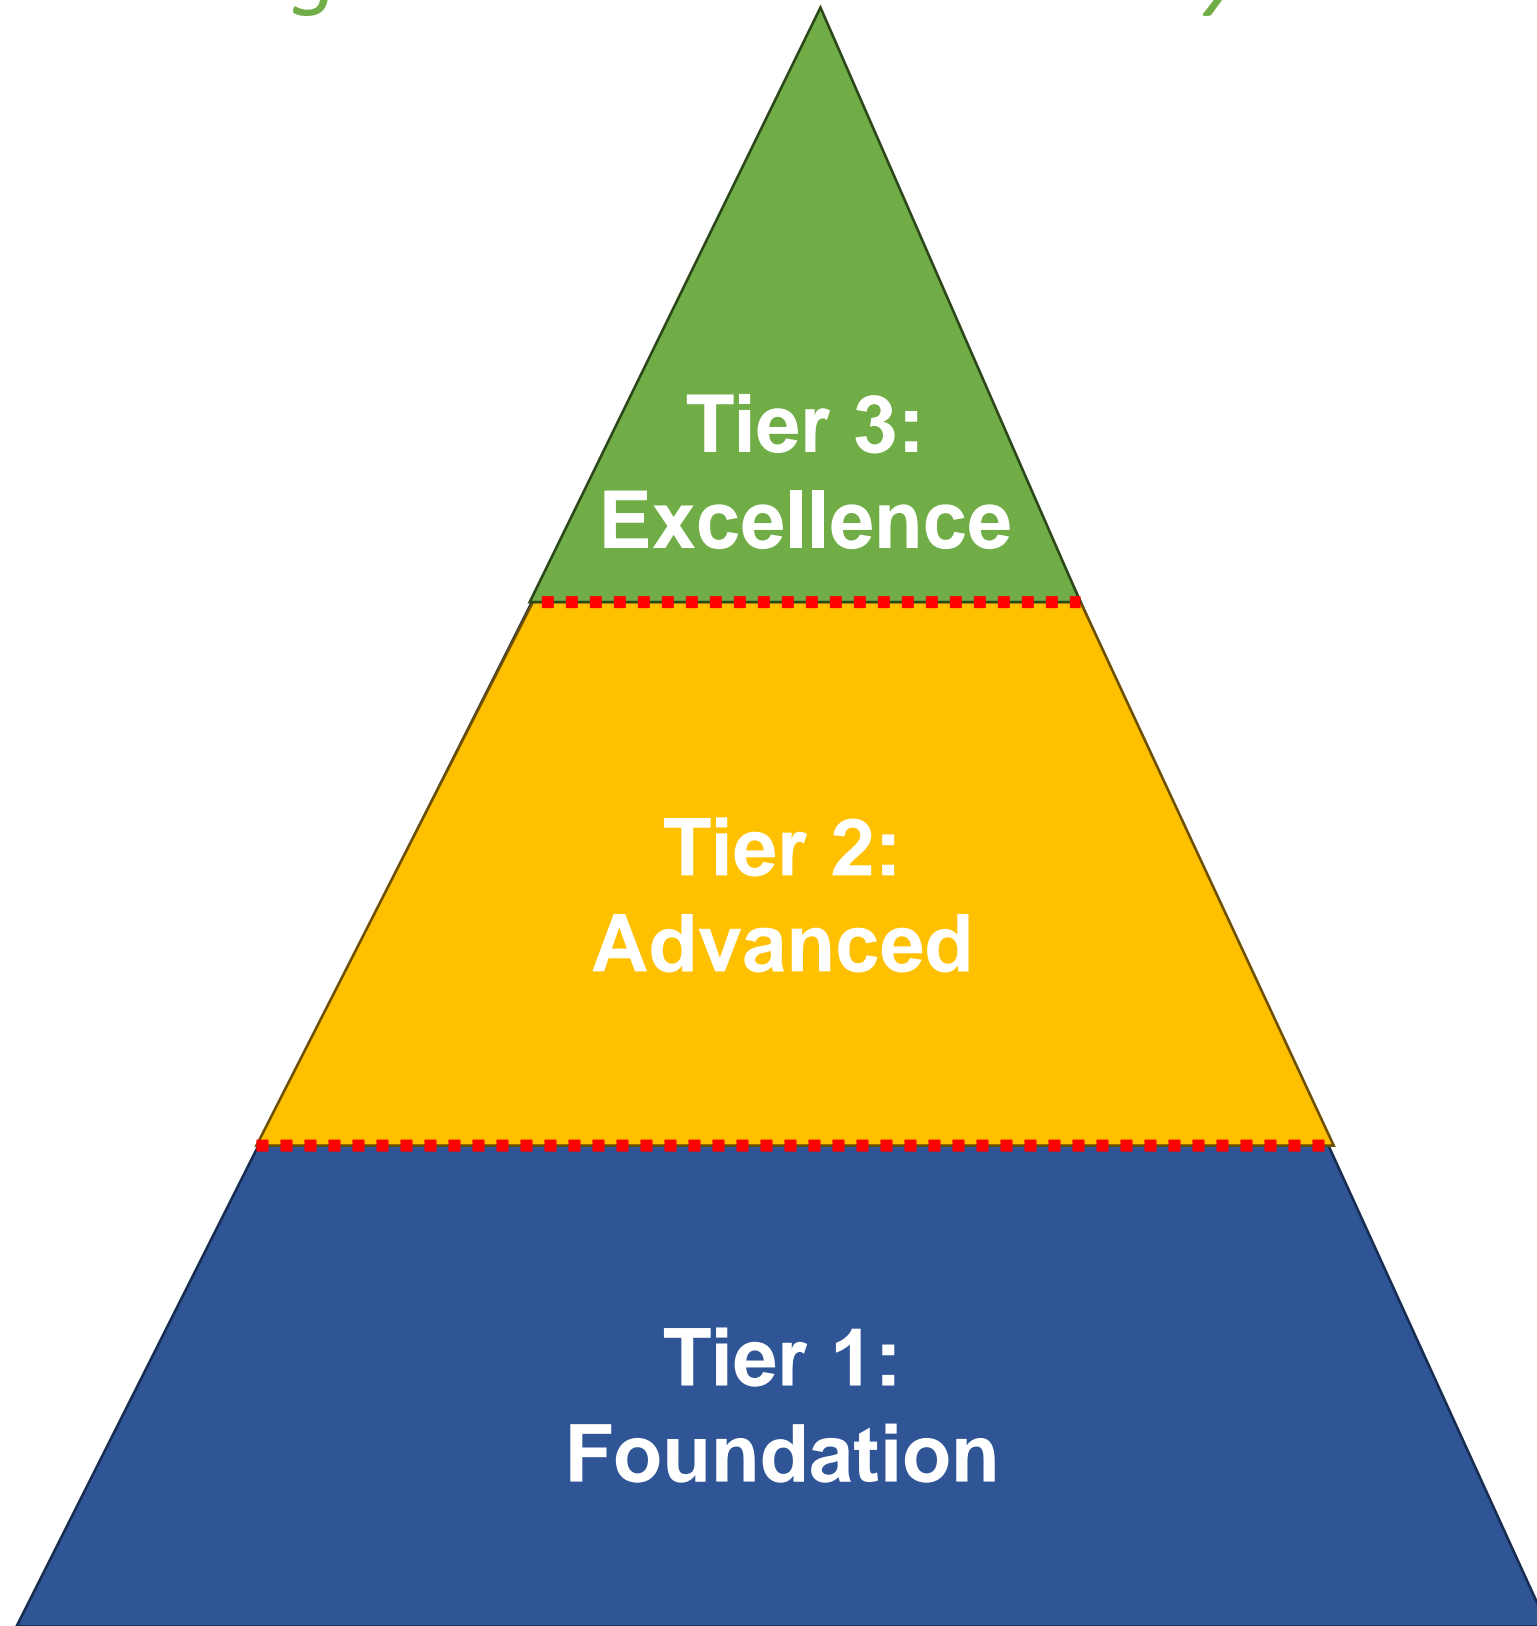 Tier 3:
Excellence
Tier 2:
Advanced
Tier 1:
Foundation